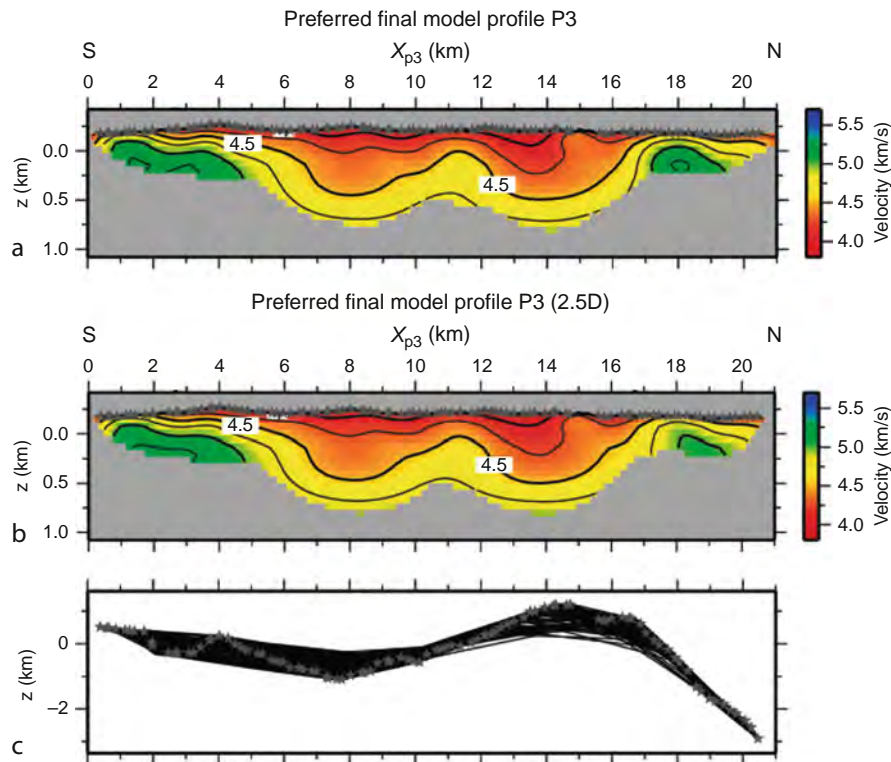 Preferred final model profile P3
S Xp3 (km) N
0 2 4 6 8 10 12 14 16 18 20
z (km)
0.0
0.5
1.0
4.5
4.5
5.5
5.0
4.5
4.0
Velocity (km/s)
a
Preferred final model profile P3 (2.5D)
S Xp3 (km) N
0 2 4 6 8 10 12 14 16 18 20
z (km)
0.0
0.5
1.0
4.5
4.5
5.5
5.0
4.5
4.0
Velocity (km/s)
b
z (km)
0
−2
c